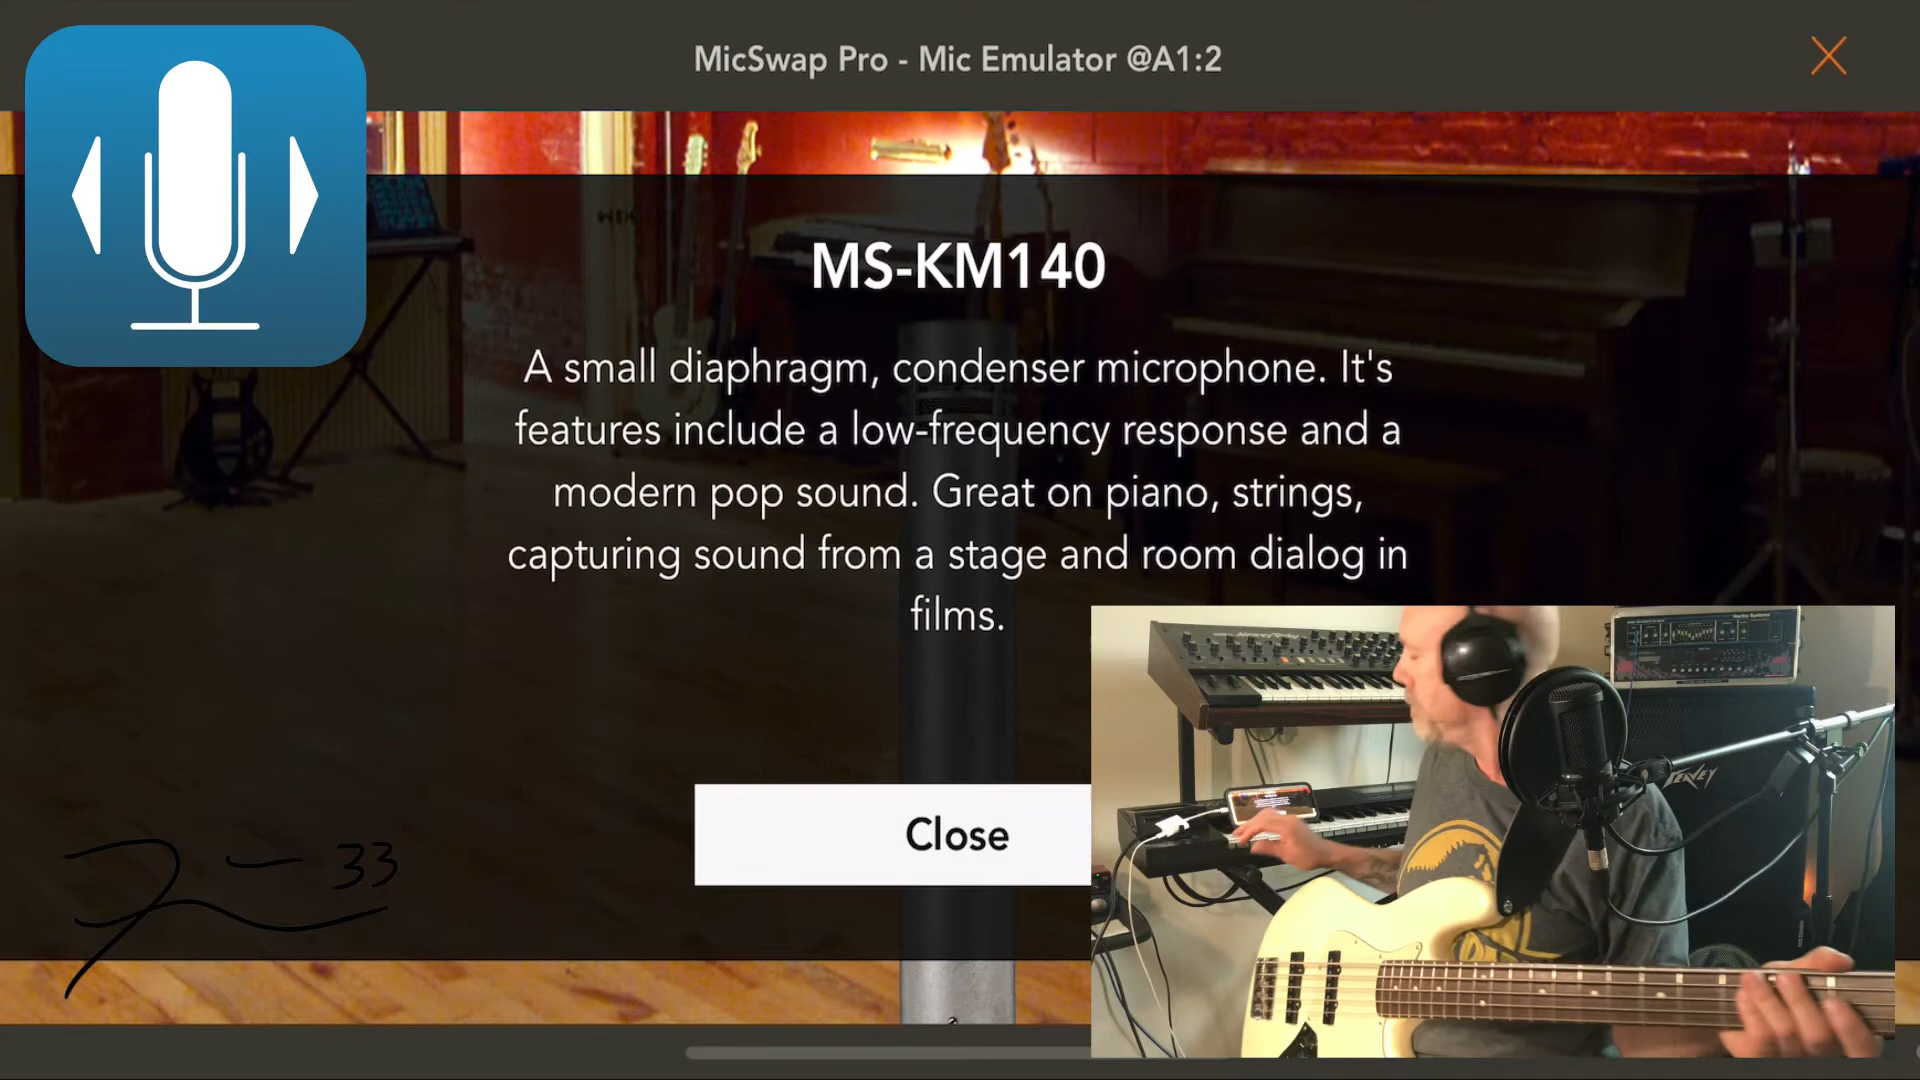 MicSwap Pro - Mic Emulator @A1:2
MS-KM140
A small diaphragm, condenser microphone. It's
features include a low-frequency response and a
modern pop sound. Great on piano, strings,
capturing sound from a stage and room dialog in
films.
Close
33
PEAVEY